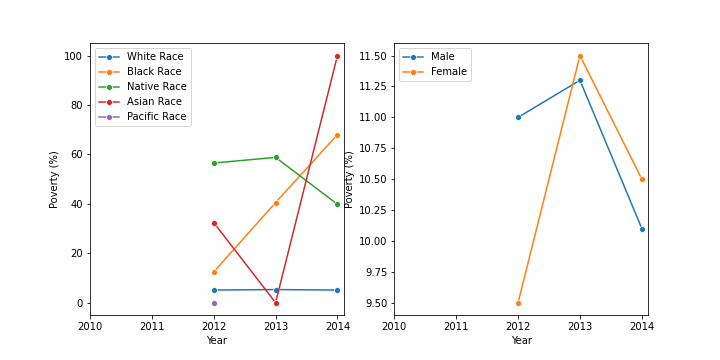 White Race
Black Race
Native Race
Asian Race
Pacific Race
100
80
60
40
20
0
Poverty (%)
2010 2011 2012 2013 2014
Year
Male
Female
11.50
11.25
11.00
10.75
10.50
10.25
10.00
9.75
9.50
Poverty (%)
2010 2011 2012 2013 2014
Year